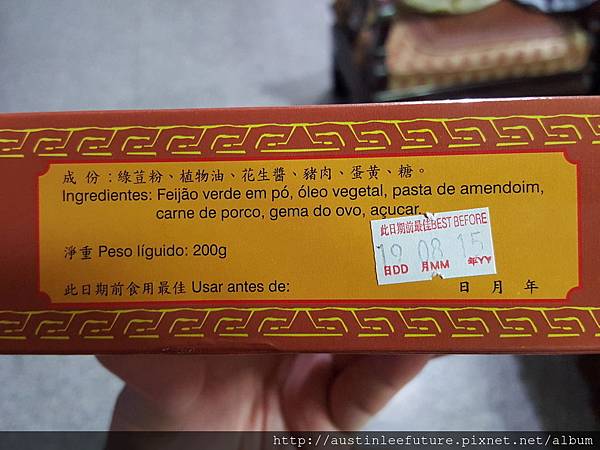 成 份：綠荳粉、植物油、花生醬、豬肉、蛋黃、糖。
Ingredientes: Feijão verde em pó, óleo vegetal, pasta de amendoim,
carne de porco, gema do ovo, açucar.
淨重 Peso líguido: 200g
此日期前最佳BEST BEFORE
19 08 15
日DD 月MM 年YY
此日期前食用最佳 Usar antes de: 日 月 年
http://austinleefuture.pixnet.net/album